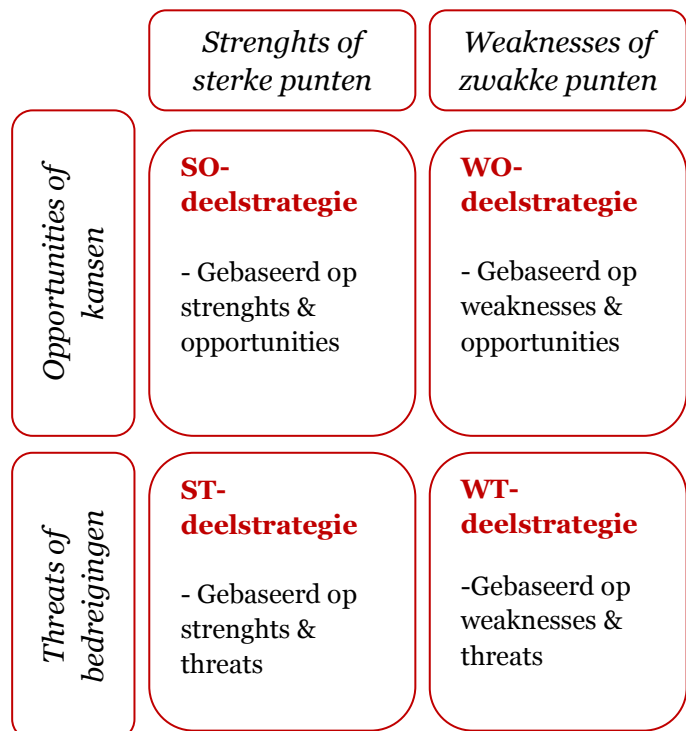 Strenghts of
sterke punten
Weaknesses of
zwakke punten
Opportunities of
kansen
SO-
deelstrategie
- Gebaseerd op
strenghts &
opportunities
WO-
deelstrategie
- Gebaseerd op
weaknesses &
opportunities
Threats of
bedreigingen
ST-
deelstrategie
- Gebaseerd op
strenghts &
threats
WT-
deelstrategie
-Gebaseerd op
weaknesses &
threats